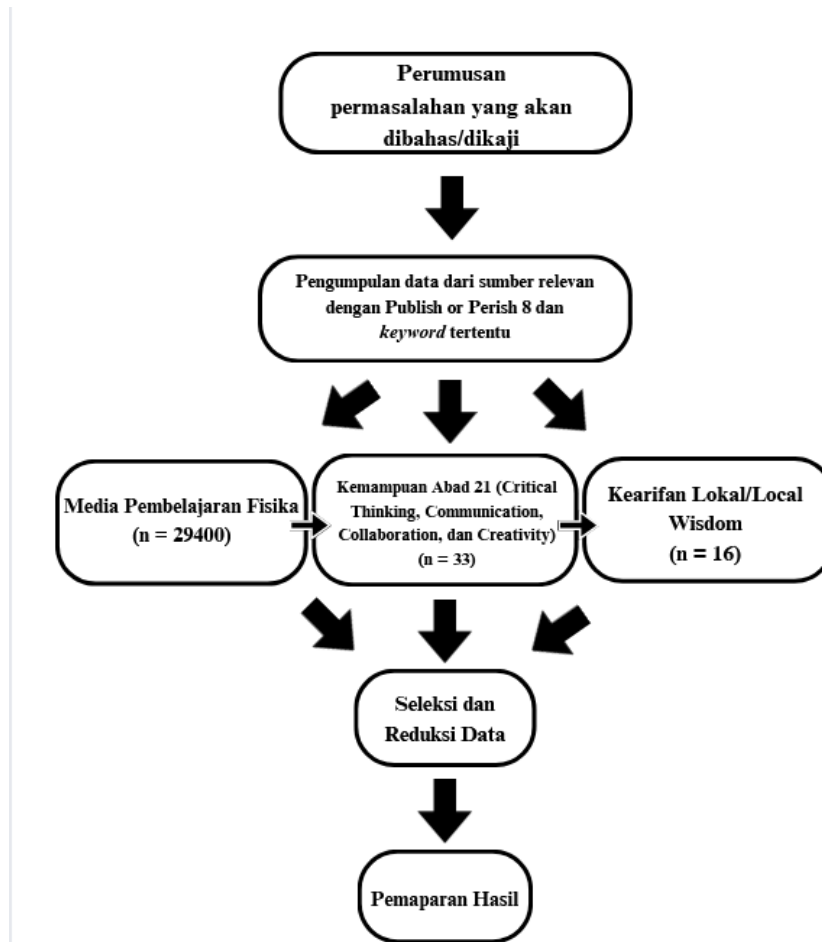 Perumusan
permasalahan yang akan
dibahas/dikaji
Pengumpulan data dari sumber relevan
dengan Publish or Perish 8 dan
keyword tertentu
Media Pembelajaran Fisika
(n = 29400)
Kemampuan Abad 21 (Critical
Thinking, Communication,
Collaboration, dan Creativity)
(n = 33)
Kearifan Lokal/Local
Wisdom
(n = 16)
Seleksi dan
Reduksi Data
Pemaparan Hasil